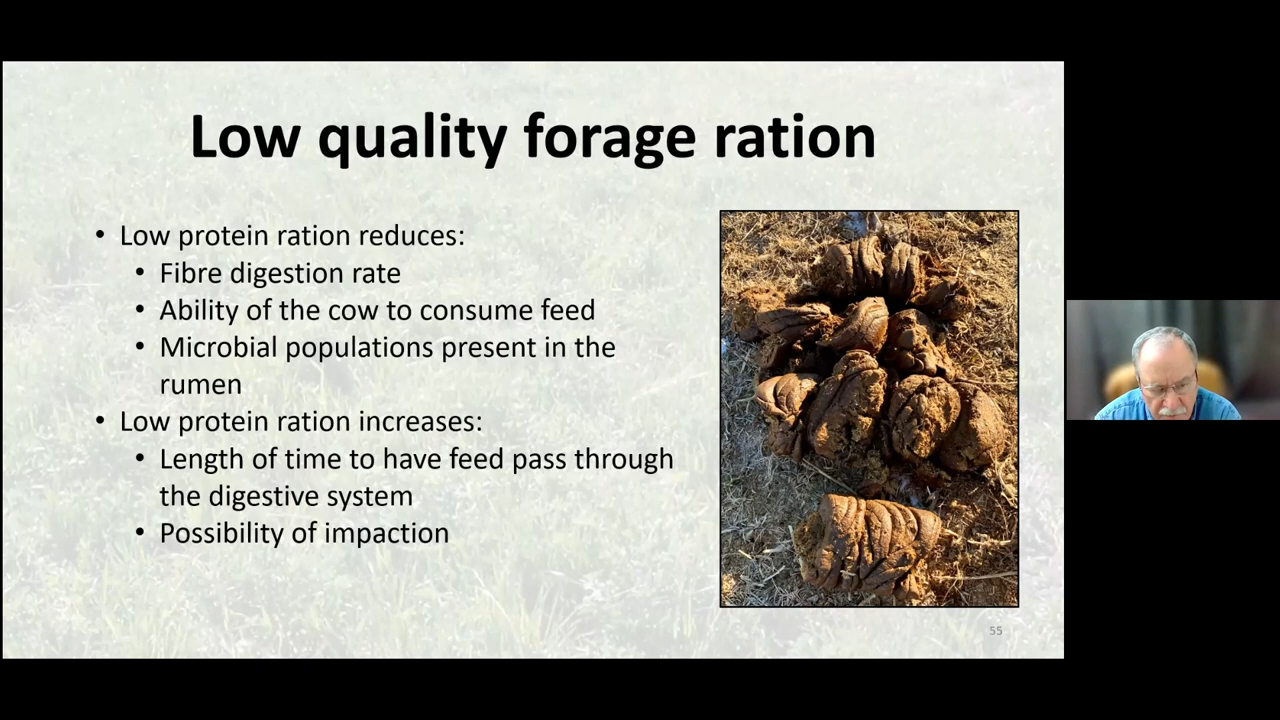 Low quality forage ration
• Low protein ration reduces:
• Fibre digestion rate
• Ability of the cow to consume feed
• Microbial populations present in the
rumen
• Low protein ration increases:
• Length of time to have feed pass through
the digestive system
• Possibility of impaction
55